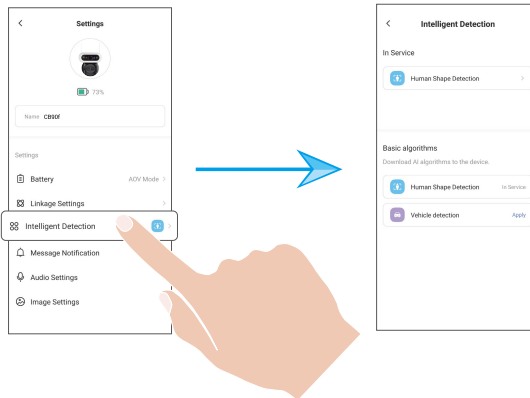 Settings
73%
Name CB90f
Settings
Battery ADV Mode
Linkage Settings
Intelligent Detection
Message Notification
Audio Settings
Image Settings
Intelligent Detection
In Service
Human Shape Detection
Basic algorithms
Download AI algorithms to the device.
Human Shape Detection In Service
Vehicle detection Apply